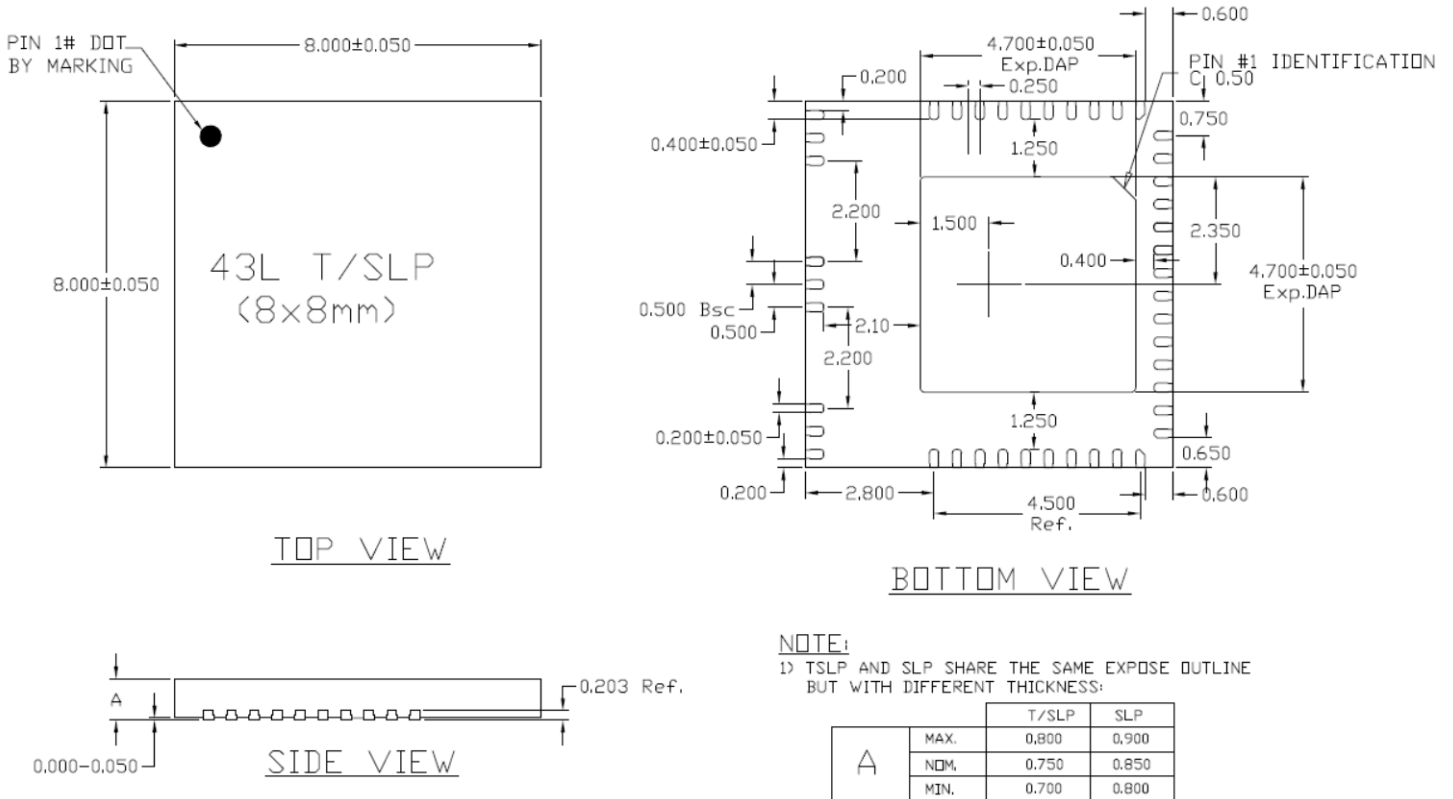 PIN 1# DOT
BY MARKING
8.000±0.050
8.000±0.050
43L T/SLP
(8x8mm)
TOP VIEW
0.600
4.700±0.050
Exp.DAP
PIN #1 IDENTIFICATION
C 0.50
0.200
0.250
0.750
0.400±0.050
1.250
2.200
1.500
2.350
0.400
4.700±0.050
Exp.DAP
0.500 Bsc
0.500
2.10
2.200
1.250
0.200±0.050
0.650
0.200
2.800
4.500
Ref.
0.600
BOTTOM VIEW
A
0.203 Ref.
0.000-0.050
SIDE VIEW
NOTE:
1) TSLP AND SLP SHARE THE SAME EXPOSE OUTLINE
BUT WITH DIFFERENT THICKNESS:
T/SLP SLP
A
MAX. 0.800 0.900
NOM. 0.750 0.850
MIN. 0.700 0.800